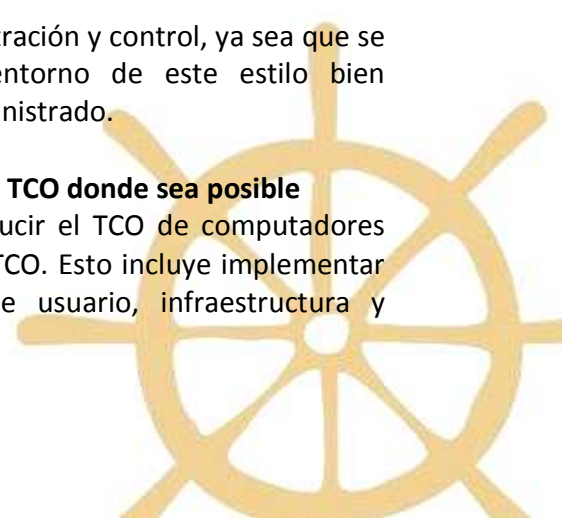 tración y control, ya sea que se
entorno de este estilo bien
nistrado.
TCO donde sea posible
ucir el TCO de computadores
TCO. Esto incluye implementar
e usuario, infraestructura y